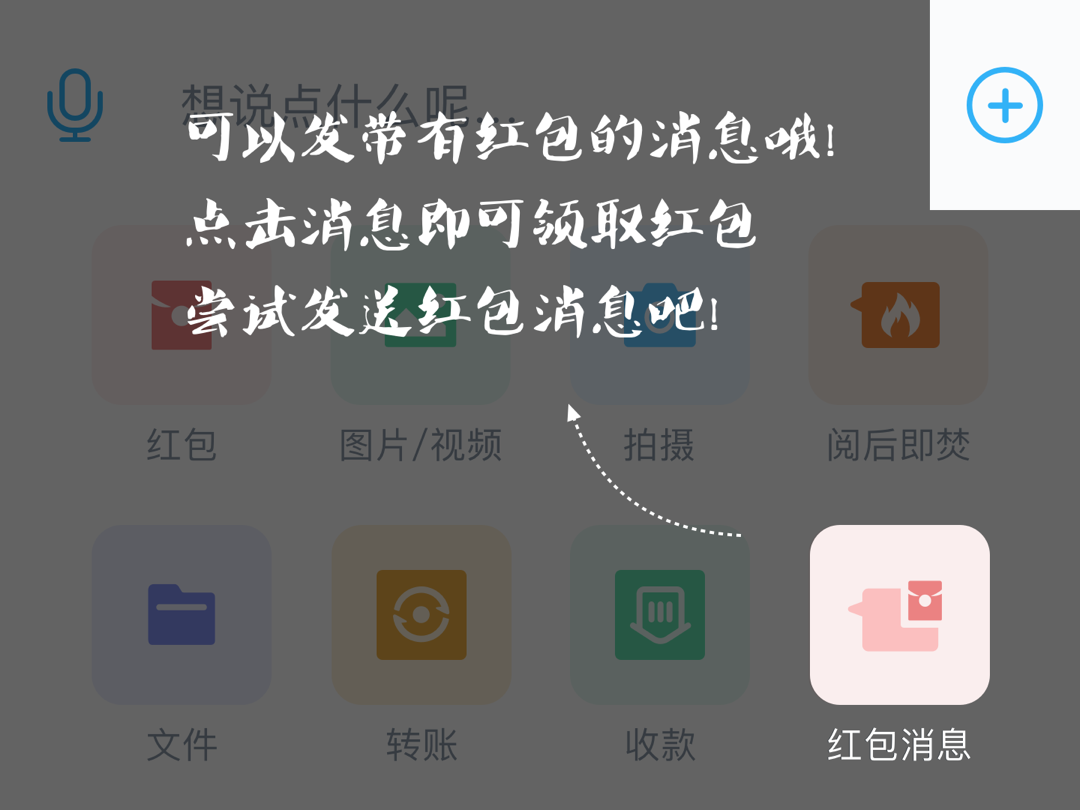 想说点什么呢...
可以发带有红包的消息哦!
点击消息即可领取红包
尝试发送红包消息吧!
红包
图片/视频
拍摄
阅后即焚
文件
转账
收款
红包消息